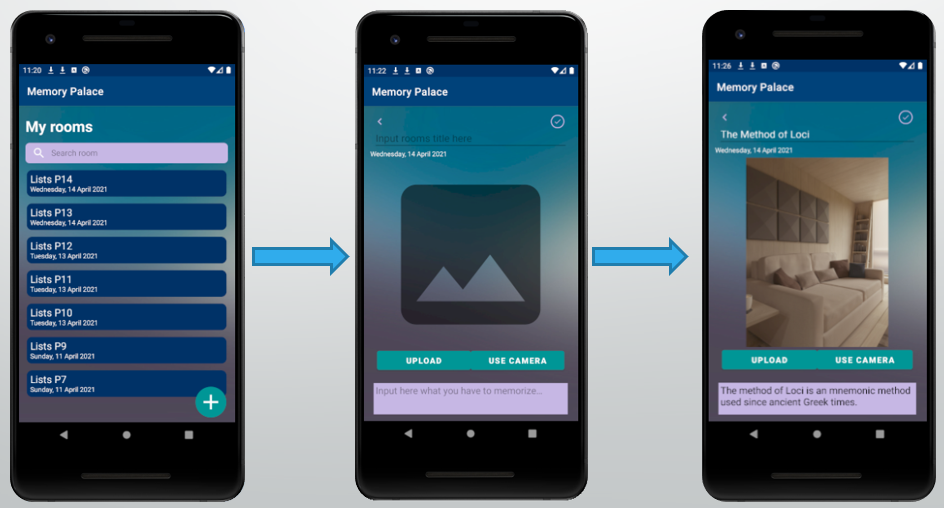 11:20
Memory Palace
My rooms
Search room
Lists P14
Wednesday, 14 April 2021
Lists P13
Wednesday, 14 April 2021
Lists P12
Tuesday, 13 April 2021
Lists P11
Tuesday, 13 April 2021
Lists P10
Tuesday, 13 April 2021
Lists P9
Sunday, 11 April 2021
Lists P7
Sunday, 11 April 2021
11:22
Memory Palace
Input rooms title here
Wednesday, 14 April 2021
UPLOAD USE CAMERA
Input here what you have to memorize...
11:26
Memory Palace
The Method of Loci
Wednesday, 14 April 2021
UPLOAD USE CAMERA
The method of Loci is an mnemonic method
used since ancient Greek times.